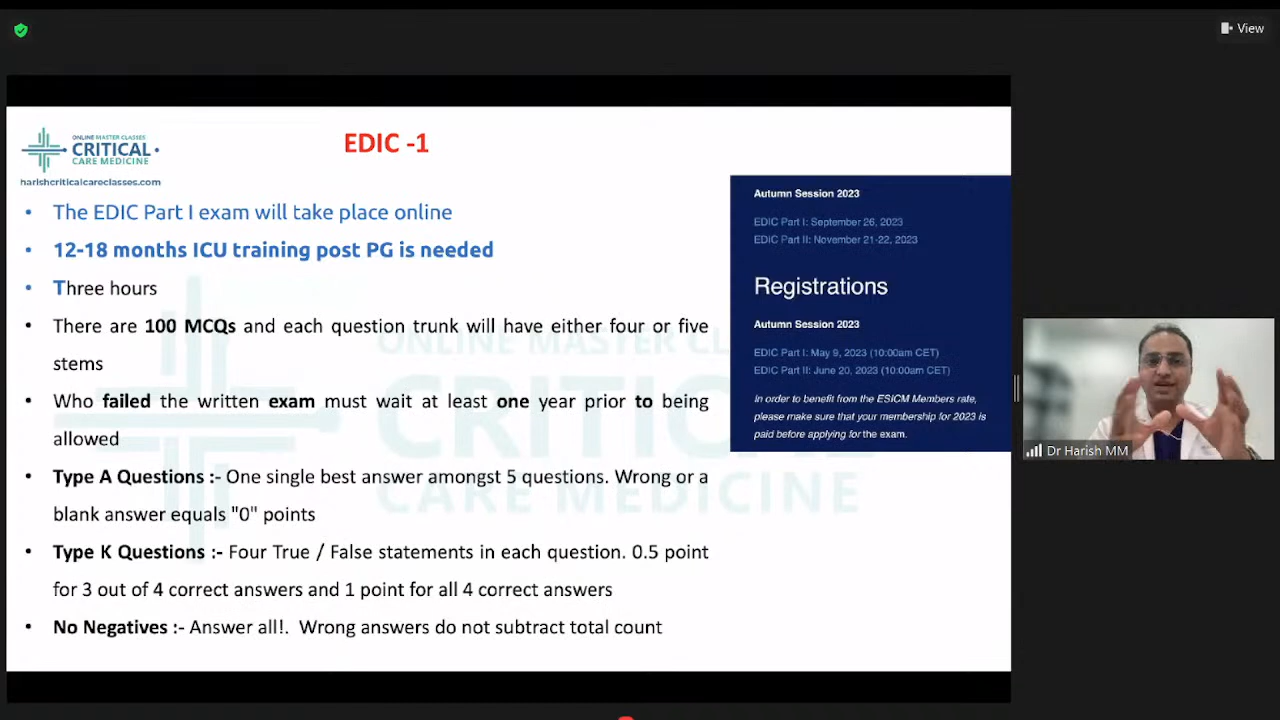 View
ONLINE MASTER CLASSES
CRITICAL
CARE MEDICINE
harishcriticalcareclasses.com
EDIC -1
• The EDIC Part I exam will take place online
• 12-18 months ICU training post PG is needed
• Three hours
• There are 100 MCQs and each question trunk will have either four or five
stems
• Who failed the written exam must wait at least one year prior to being
allowed
• Type A Questions :- One single best answer amongst 5 questions. Wrong or a
blank answer equals "0" points
• Type K Questions :- Four True / False statements in each question. 0.5 point
for 3 out of 4 correct answers and 1 point for all 4 correct answers
• No Negatives :- Answer all!. Wrong answers do not subtract total count
ONLINE MASTER CL
CRITIC
CARE MEDICINE
Autumn Session 2023
EDIC Part I: September 26, 2023
EDIC Part II: November 21-22, 2023
Registrations
Autumn Session 2023
EDIC Part I: May 9, 2023 (10:00am CET)
EDIC Part II: June 20, 2023 (10:00am CET)
In order to benefit from the ESICM Members rate,
please make sure that your membership for 2023 is
paid before applying for the exam.
Dr Harish MM